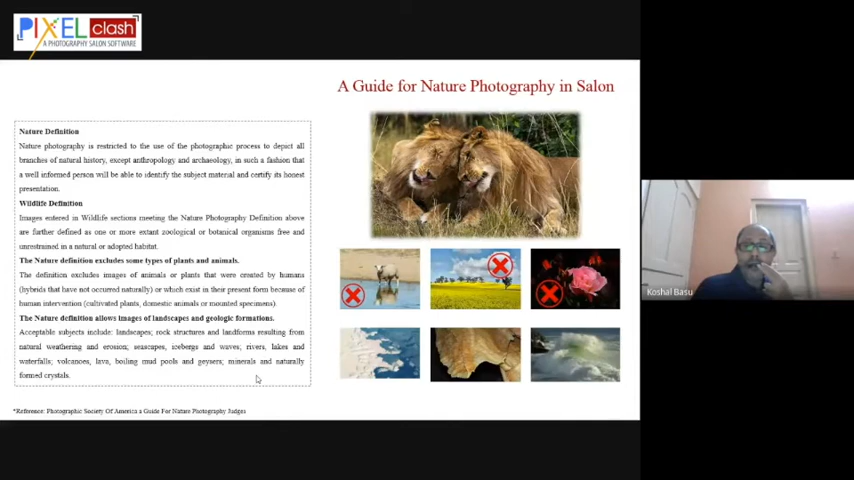 PIXEL clash
A PHOTOGRAPHY SALON SOFTWARE
A Guide for Nature Photography in Salon
Nature Definition
Nature photography is restricted to the use of the photographic process to depict all
branches of natural history, except anthropology and archaeology, in such a fashion that
a well informed person will be able to identify the subject material and certify its honest
presentation.
Wildlife Definition
Images entered in Wildlife sections meeting the Nature Photography Definition above
are further defined as one or more extant zoological or botanical organisms free and
unrestrained in a natural or adopted habitat.
The Nature definition excludes some types of plants and animals.
The definition excludes images of animals or plants that were created by humans
(hybrids that have not occurred naturally) or which exist in their present form because of
human intervention (cultivated plants, domestic animals or mounted specimens).
The Nature definition allows images of landscapes and geologic formations.
Acceptable subjects include: landscapes; rock structures and landforms resulting from
natural weathering and erosion; seascapes, icebergs and waves; rivers, lakes and
waterfalls; volcanoes, lava, boiling mud pools and geysers; minerals and naturally
formed crystals.
*Reference: Photographic Society Of America a Guide For Nature Photography Judges
Koshal Basu